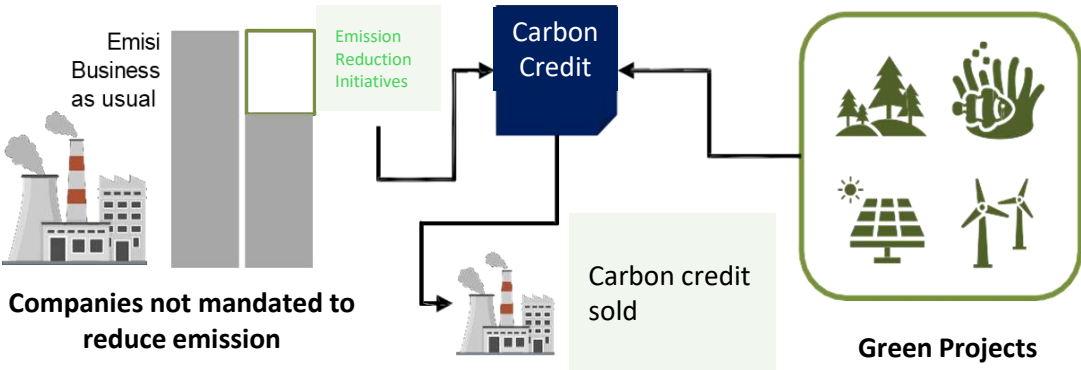 Emisi
Business
as usual
Emission
Reduction
Initiatives
Carbon
Credit
Carbon credit
sold
Companies not mandated to
reduce emission
Green Projects